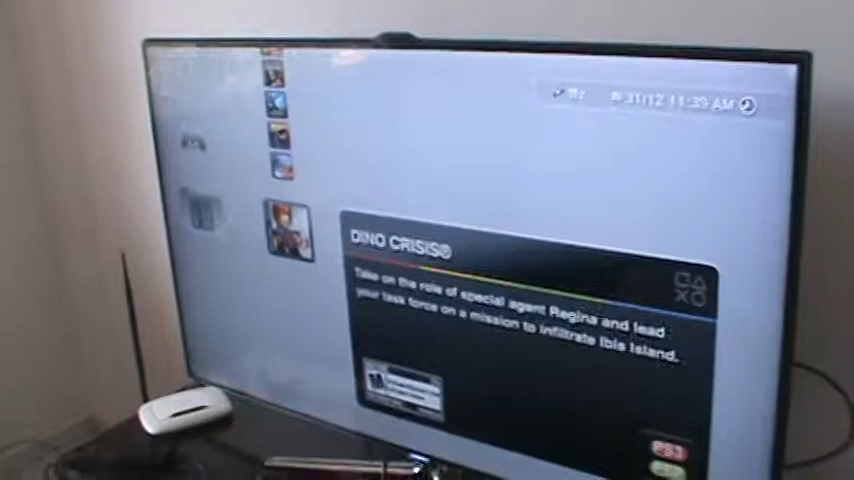 31/12 11:39 AM
DINO CRISIS®
Take on the role of special agent Regina and lead
your task force on a mission to infiltrate Ibis Island.
PS3